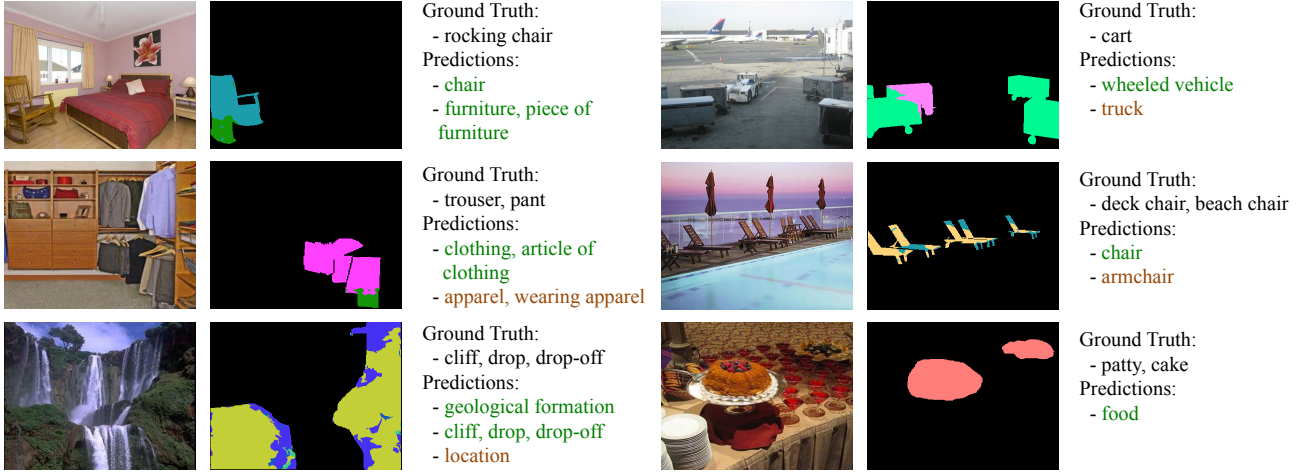 Ground Truth:
- rocking chair
Predictions:
- chair
- furniture, piece of
furniture
Ground Truth:
- cart
Predictions:
- wheeled vehicle
- truck
Ground Truth:
- trouser, pant
Predictions:
- clothing, article of
clothing
- apparel, wearing apparel
Ground Truth:
- deck chair, beach chair
Predictions:
- chair
- armchair
Ground Truth:
- cliff, drop, drop-off
Predictions:
- geological formation
- cliff, drop, drop-off
- location
Ground Truth:
- patty, cake
Predictions:
- food